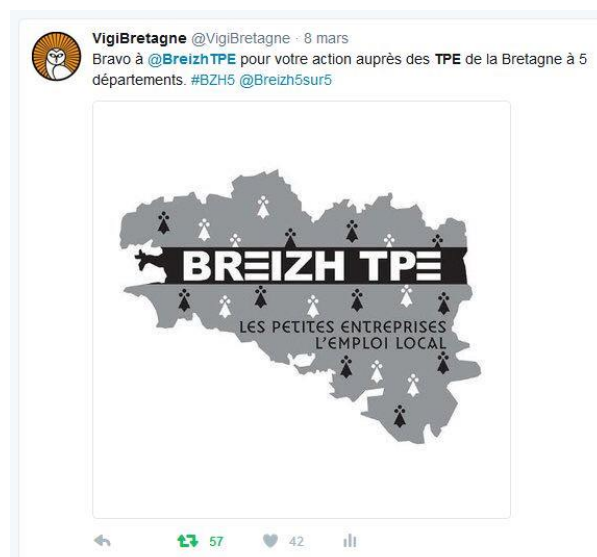 VigiBretagne @VigiBretagne · 8 mars
Bravo à @BreizhTPE pour votre action auprès des TPE de la Bretagne à 5
départements. #BZH5 @Breizh5sur5
BREIZH TPE
LES PETITES ENTREPRISES
L'EMPLOI LOCAL
57 42